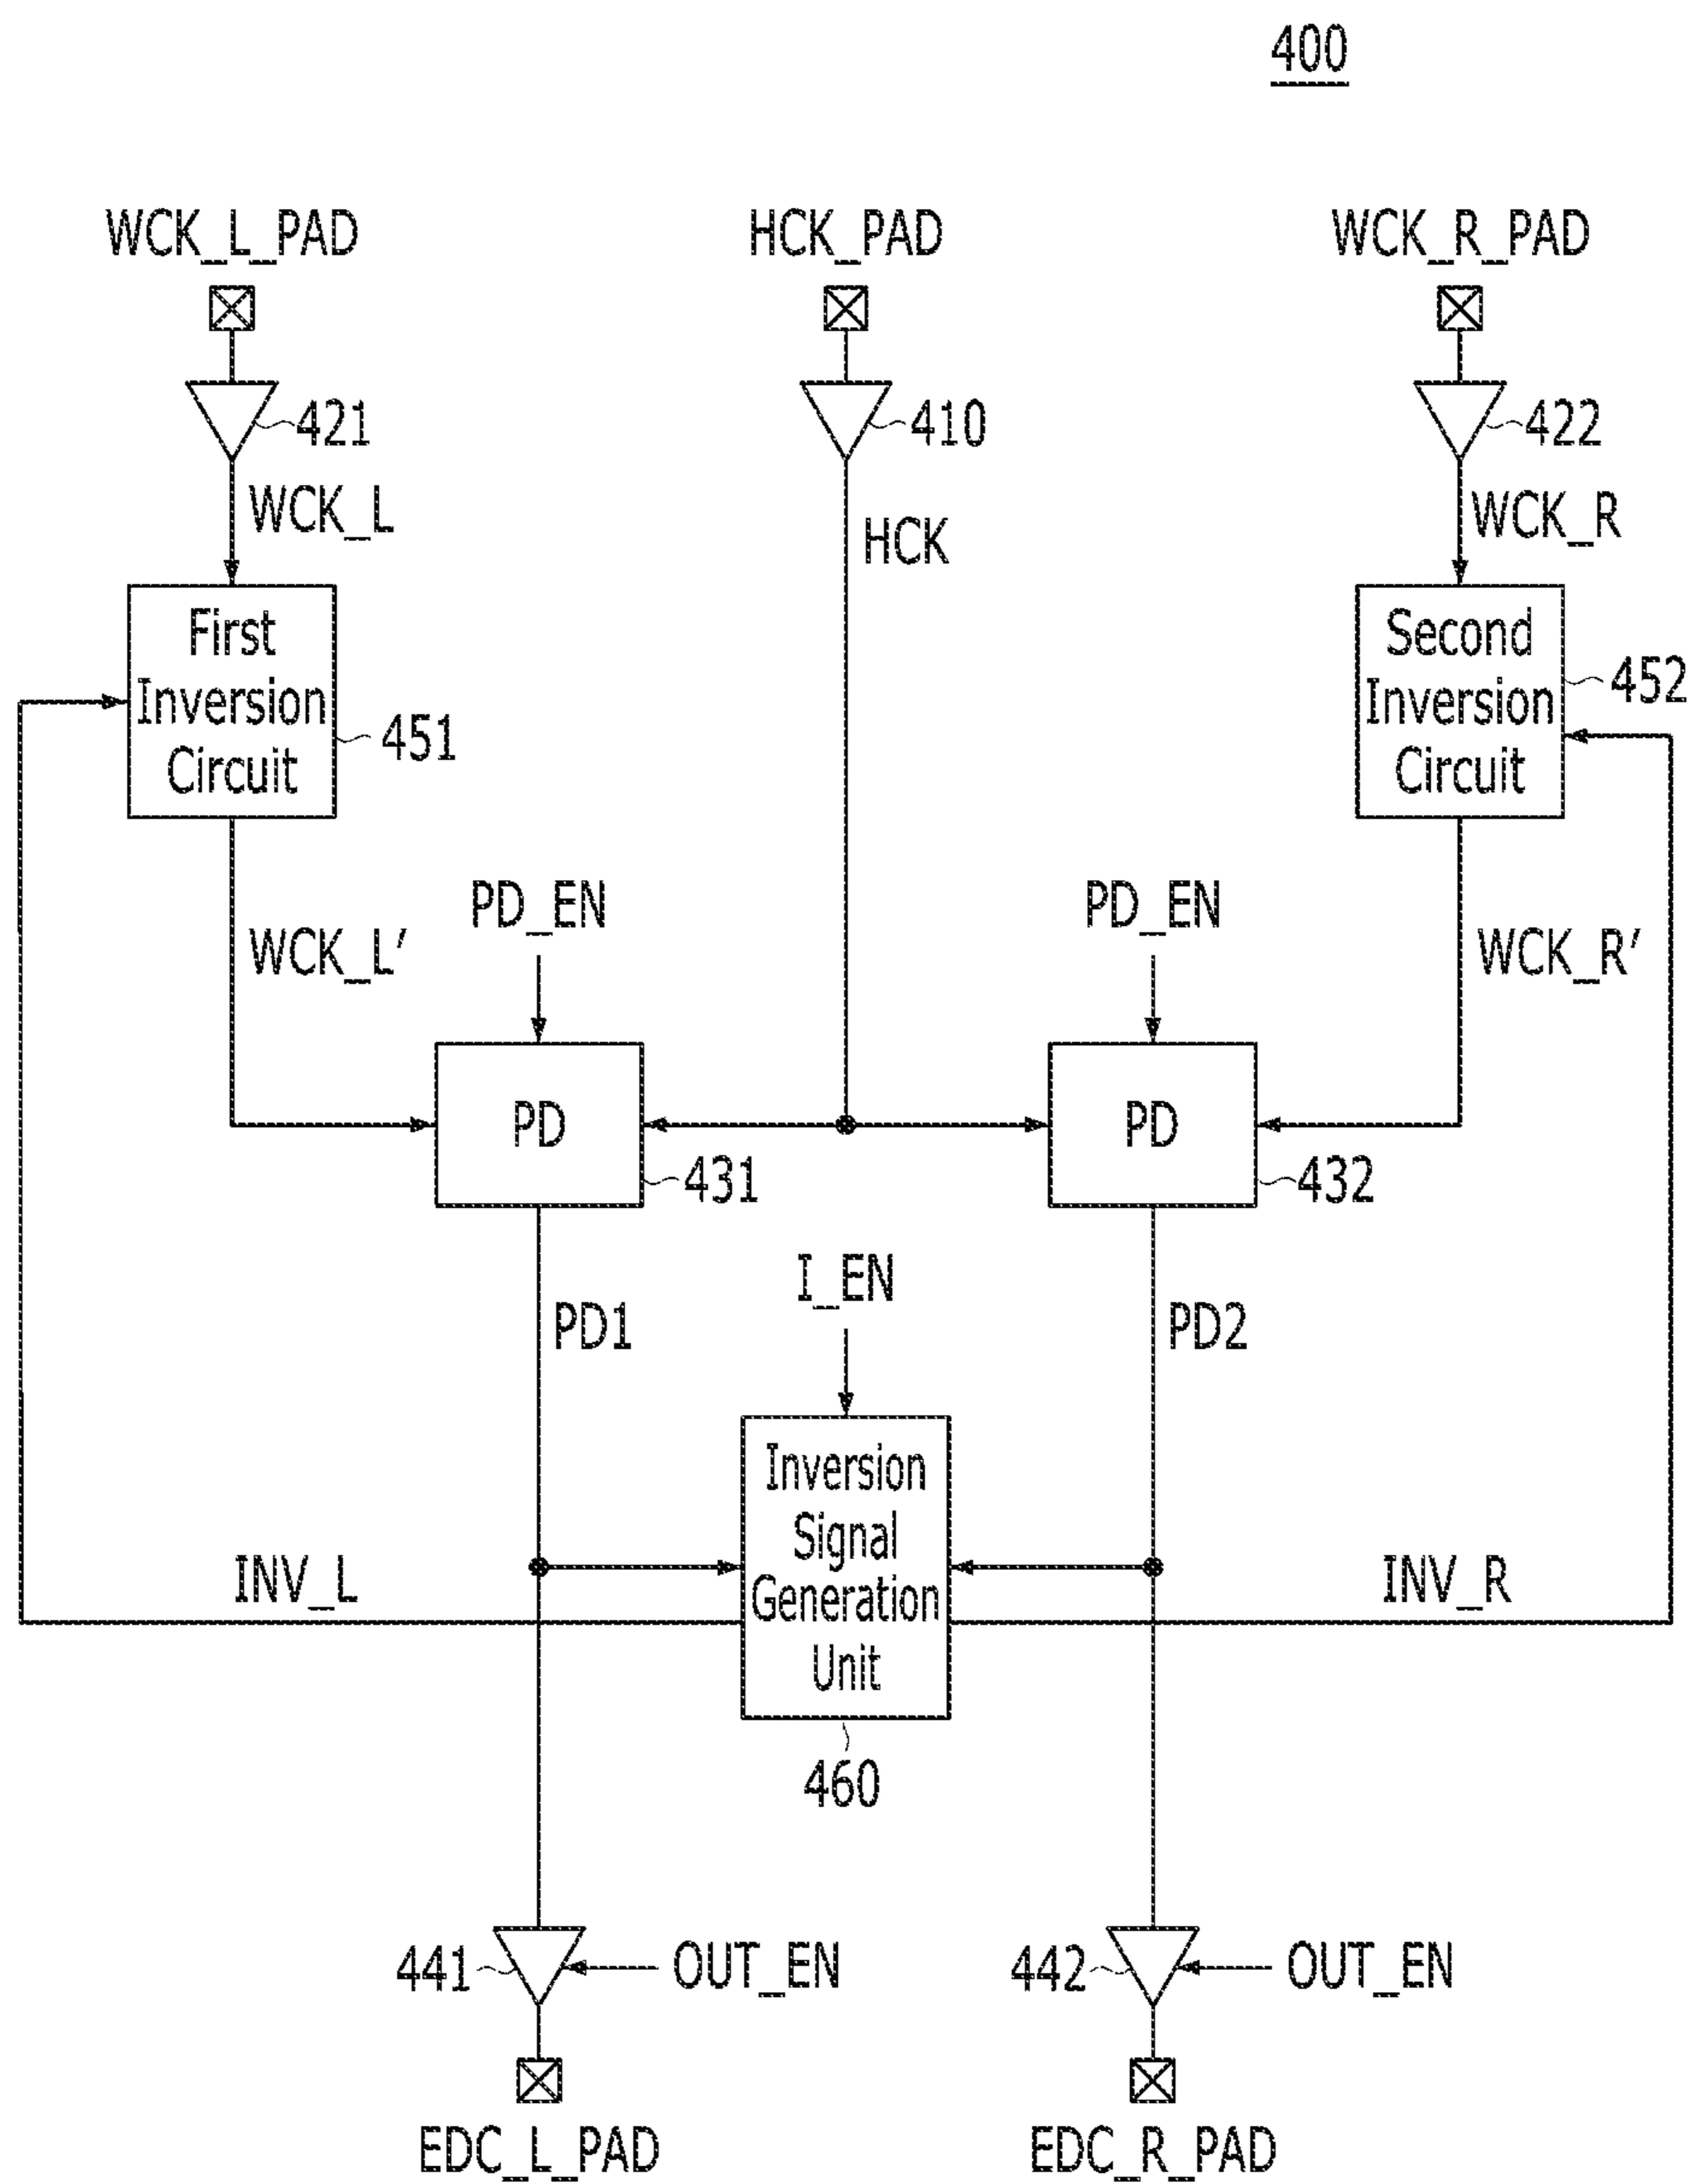 400
WCK_L_PAD
HCK_PAD
WCK_R_PAD
421
410
422
WCK_L
HCK
WCK_R
First
Inversion
Circuit
451
Second
Inversion
Circuit
452
PD_EN
PD_EN
WCK_L′
WCK_R′
PD
431
PD
432
I_EN
PD1
PD2
Inversion
Signal
Generation
Unit
INV_L
INV_R
460
441
OUT_EN
442
OUT_EN
EDC_L_PAD
EDC_R_PAD